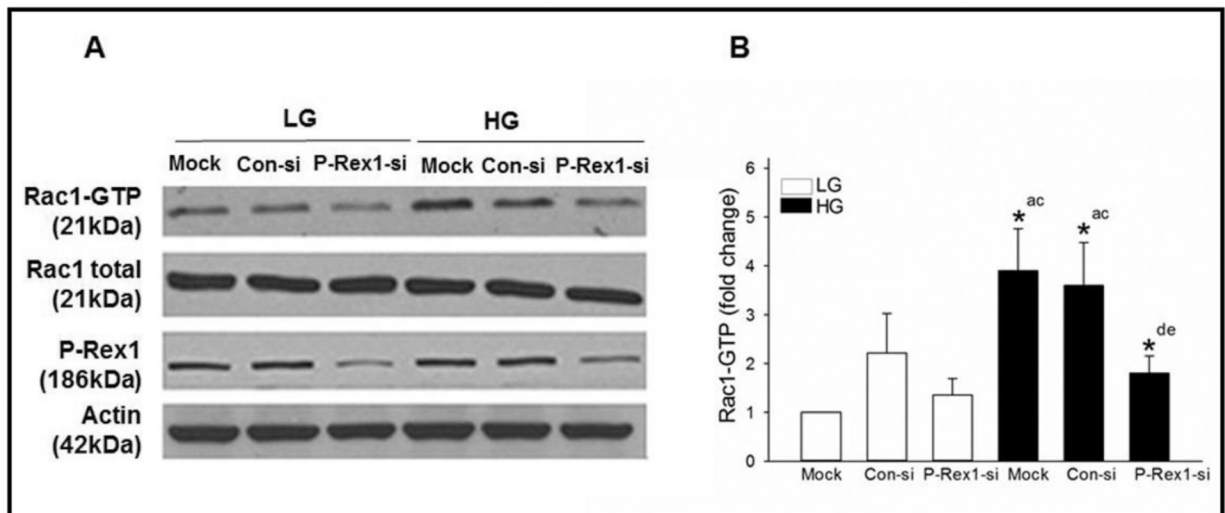 A
LG HG
Mock Con-si P-Rex1-si Mock Con-si P-Rex1-si
Rac1-GTP
(21kDa)
Rac1 total
(21kDa)
P-Rex1
(186kDa)
Actin
(42kDa)
B
Rac1-GTP (fold change)
6
5
4
3
2
1
0
LG
HG
* ac
* ac
* de
Mock Con-si P-Rex1-si Mock Con-si P-Rex1-si